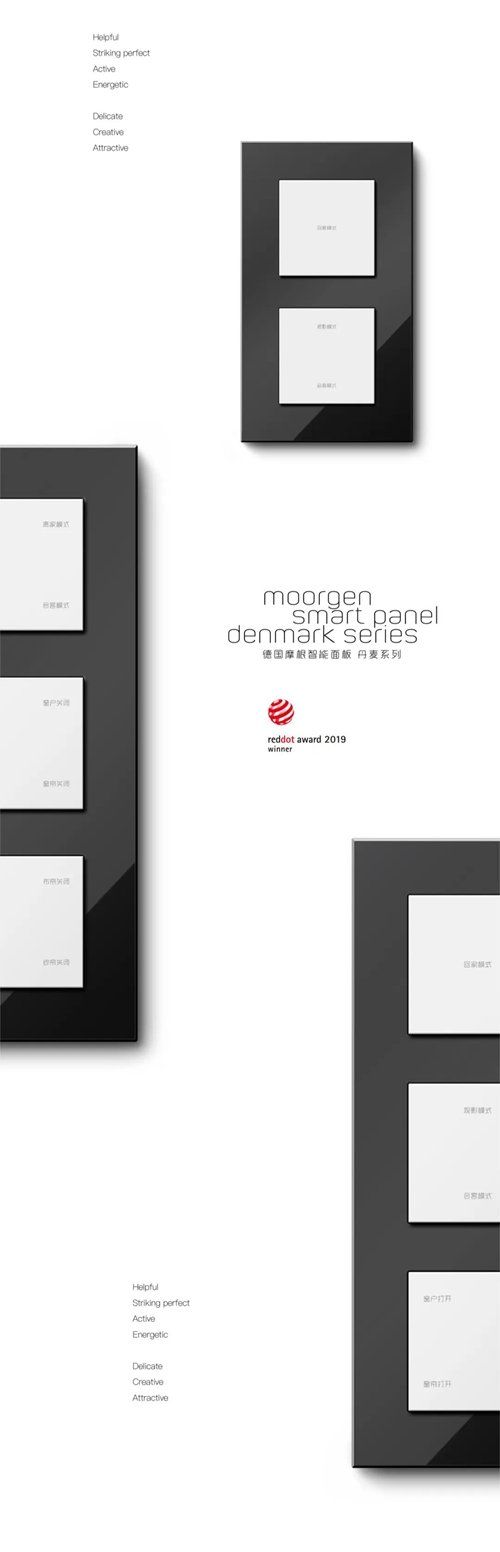 Helpful
Striking perfect
Active
Energetic
Delicate
Creative
Attractive
回家模式
观影模式
会客模式
离家模式
会客模式
窗户关闭
窗帘关闭
布帘关闭
纱帘关闭
moorgen
smart panel
denmark series
德国摩根智能面板 丹麦系列
reddot award 2019
winner
回家模式
观影模式
会客模式
窗户打开
窗帘打开
Helpful
Striking perfect
Active
Energetic
Delicate
Creative
Attractive